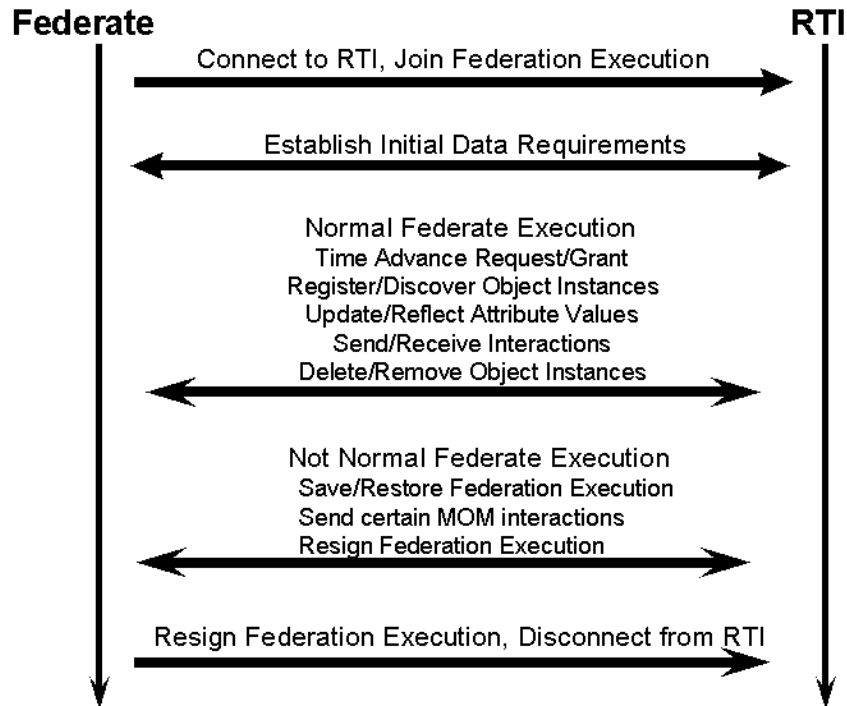 Federate
RTI
Connect to RTI, Join Federation Execution
Establish Initial Data Requirements
Normal Federate Execution
Time Advance Request/Grant
Register/Discover Object Instances
Update/Reflect Attribute Values
Send/Receive Interactions
Delete/Remove Object Instances
Not Normal Federate Execution
Save/Restore Federation Execution
Send certain MOM interactions
Resign Federation Execution
Resign Federation Execution, Disconnect from RTI